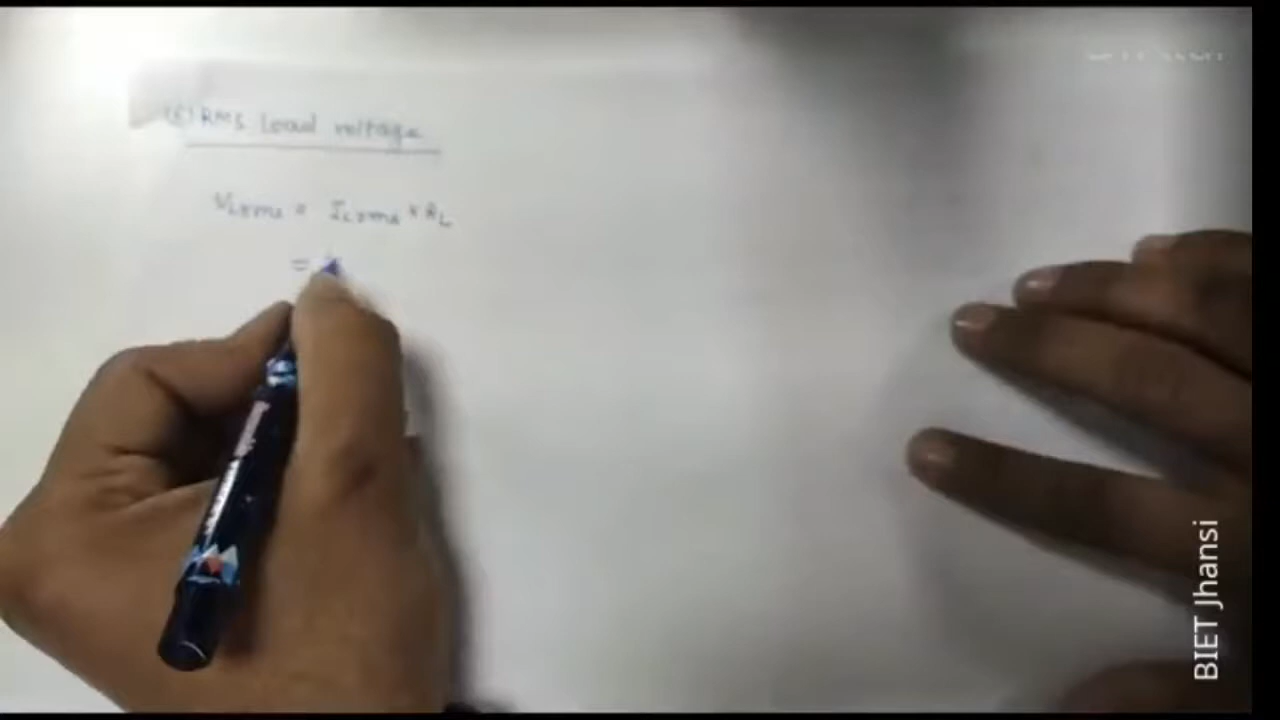 (c) RMS Load voltage
VLrms = ILrms × RL
=
BIET Jhansi